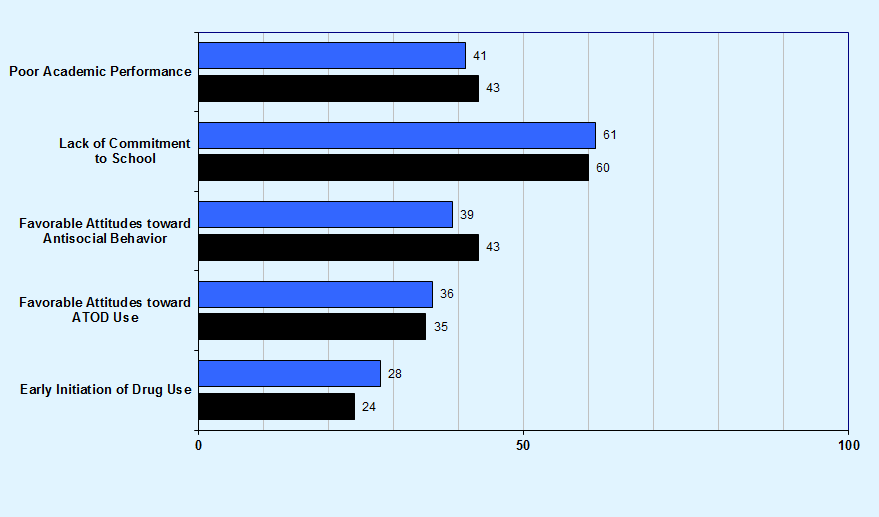 Poor Academic Performance
41
43
Lack of Commitment
to School
61
60
Favorable Attitudes toward
Antisocial Behavior
39
43
Favorable Attitudes toward
ATOD Use
36
35
Early Initiation of Drug Use
28
24
0 50 100